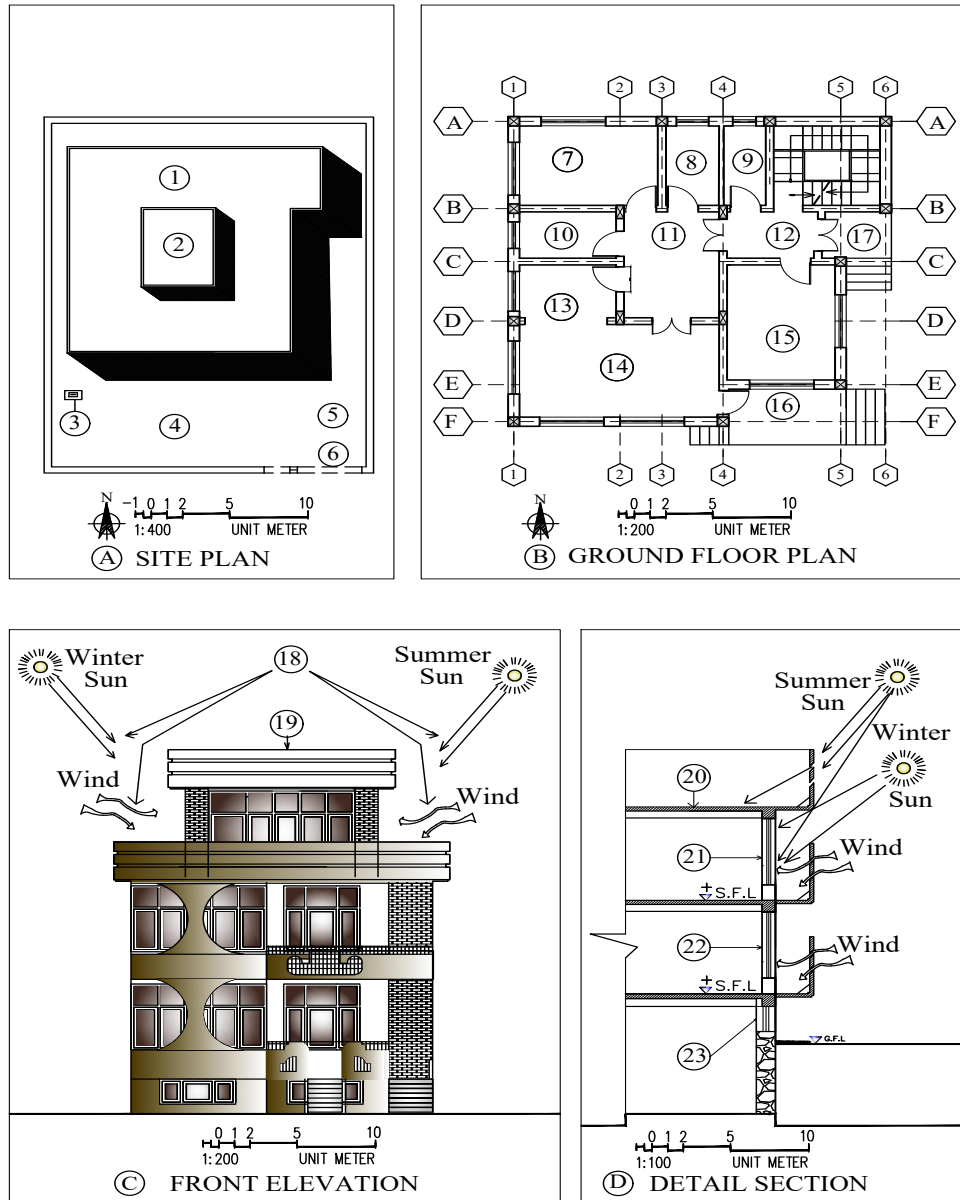 1
2
3
4
5
6
N
-1 0 1 2 5 10
1:400 UNIT METER
A SITE PLAN
1 2 3 4 5 6
A A
7 8 9
B B
10 11 12 17
C C
13
D D
15
14
E E
16
F F
1 2 3 4 5 6
N
0 1 2 5 10
1:200 UNIT METER
B GROUND FLOOR PLAN
Winter
Sun
18
Summer
Sun
19
Wind
Wind
0 1 2 5 10
1:200 UNIT METER
C FRONT ELEVATION
Summer
Sun
Winter
Sun
20
21
Wind
+ S.F.L
22
Wind
+ S.F.L
23
G.F.L
0 1 2 5 10
1:100 UNIT METER
D DETAIL SECTION